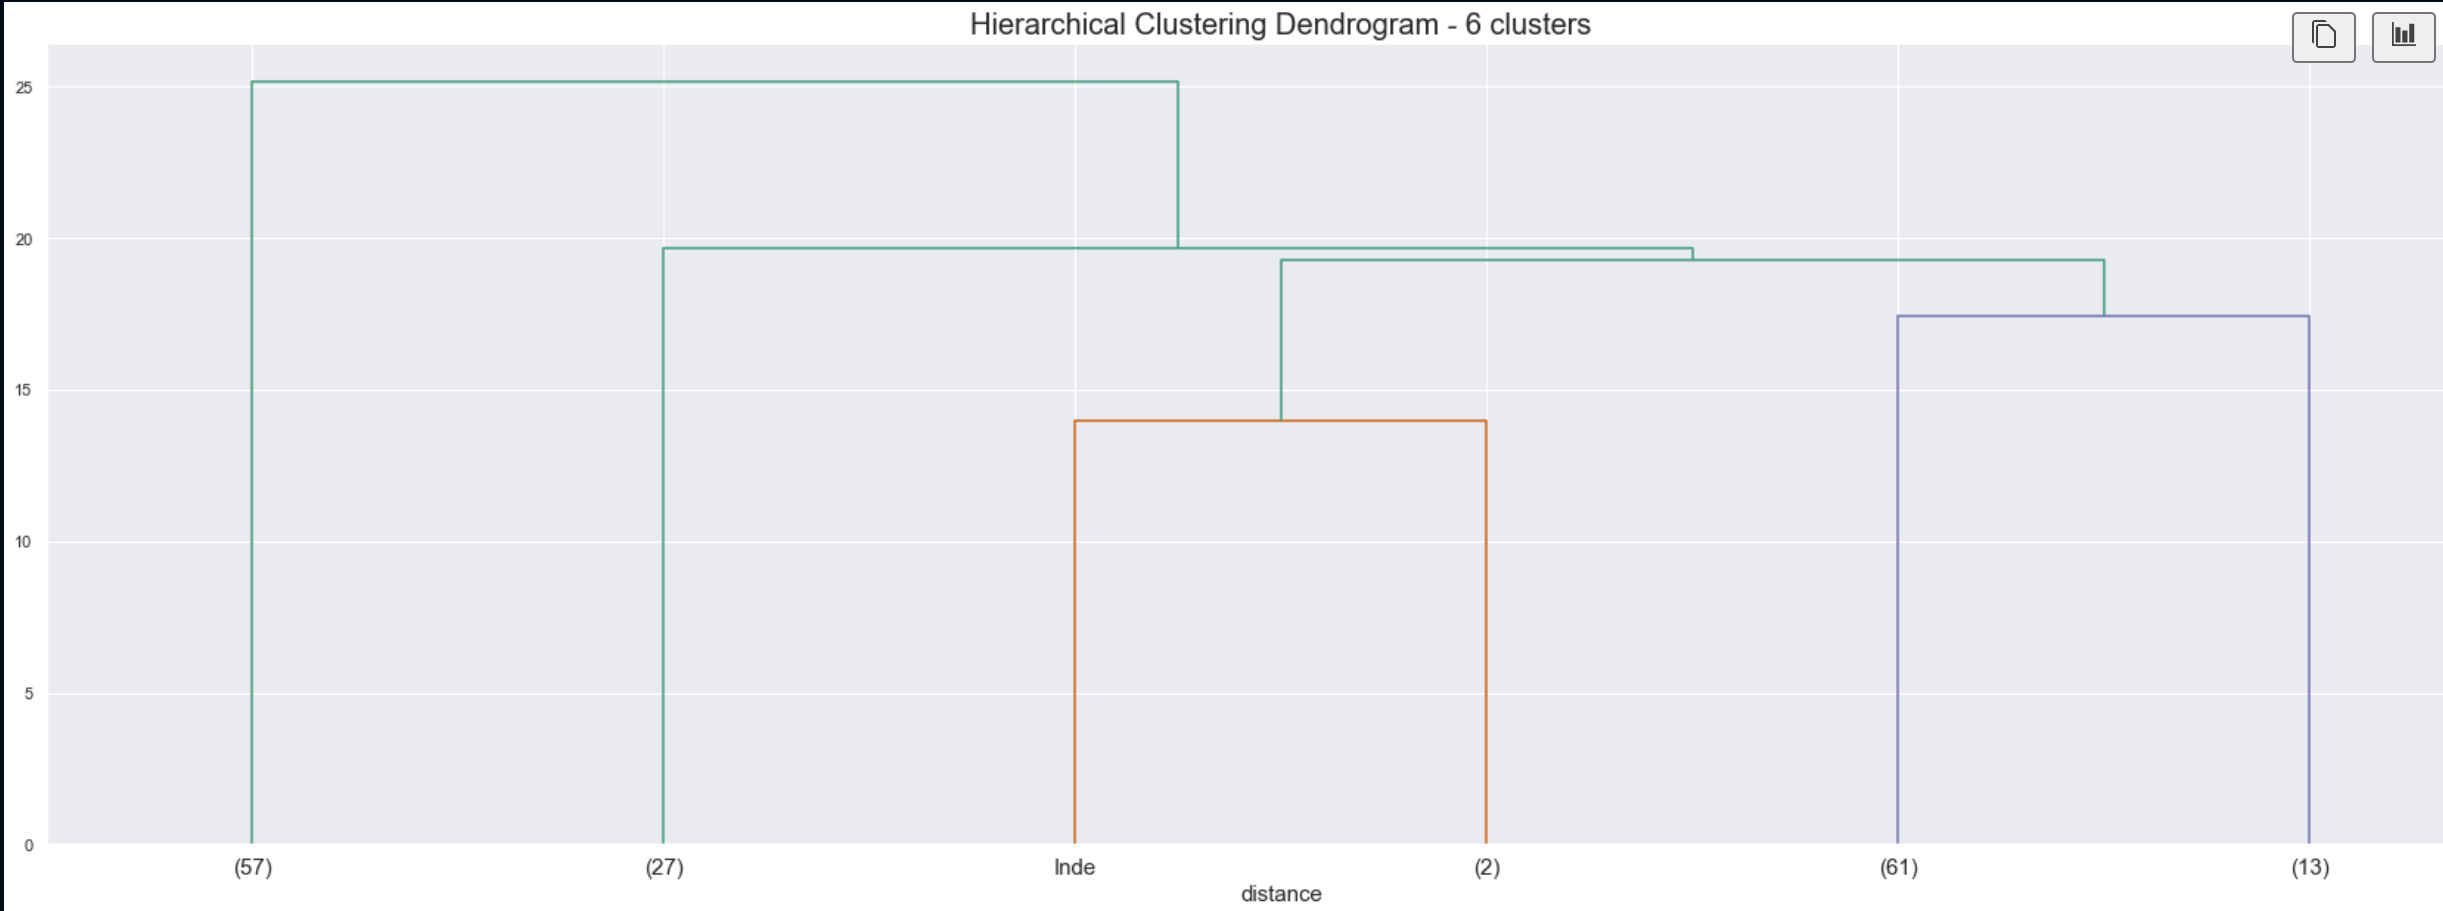 Hierarchical Clustering Dendrogram - 6 clusters
25
20
15
10
5
0
(57) (27) Inde (2) (61) (13)
distance